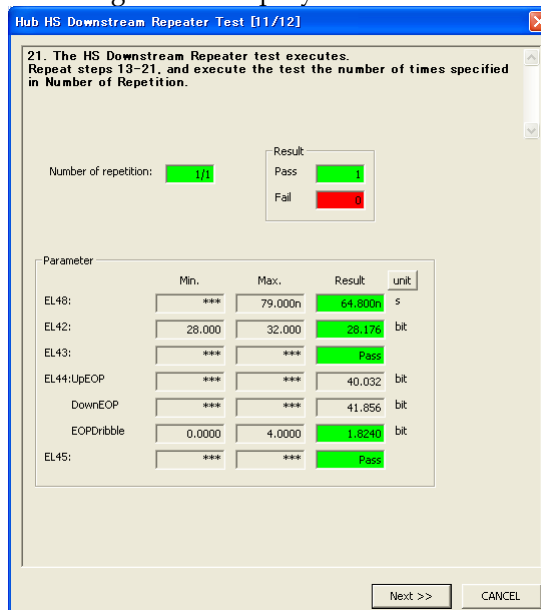 Hub HS Downstream Repeater Test [11/12]
21. The HS Downstream Repeater test executes.
Repeat steps 13-21, and execute the test the number of times specified
in Number of Repetition.
Result
Number of repetition: 1/1 Pass 1
Fail 0
Parameter
Min. Max. Result unit
EL48: *** 79.000n 64.800n s
EL42: 28.000 32.000 28.176 bit
EL43: *** *** Pass
EL44:UpEOP *** *** 40.032 bit
DownEOP *** *** 41.856 bit
EOPDribble 0.0000 4.0000 1.8240 bit
EL45: *** *** Pass
Next >> CANCEL